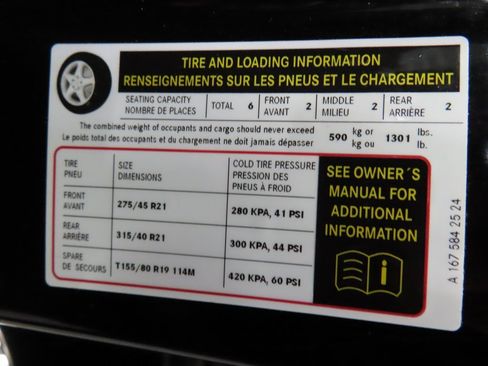 TIRE AND LOADING INFORMATION
RENSEIGNEMENTS SUR LES PNEUS ET LE CHARGEMENT
SEATING CAPACITY TOTAL 6 FRONT 2 MIDDLE 2 REAR 2
NOMBRE DE PLACES AVANT MILIEU ARRIÈRE
The combined weight of occupants and cargo should never exceed 590 kg or 1301 lbs.
Le poids total des occupants et du chargement ne doit jamais dépasser kg ou lb.
TIRE SIZE COLD TIRE PRESSURE
PNEU DIMENSIONS PRESSION DES
PNEUS À FROID
FRONT
AVANT 275/45 R21 280 KPA, 41 PSI
REAR
ARRIÈRE 315/40 R21 300 KPA, 44 PSI
SPARE
DE SECOURS T155/80 R19 114M 420 KPA, 60 PSI
SEE OWNER´S
MANUAL FOR
ADDITIONAL
INFORMATION
i
A 167 584 25 24